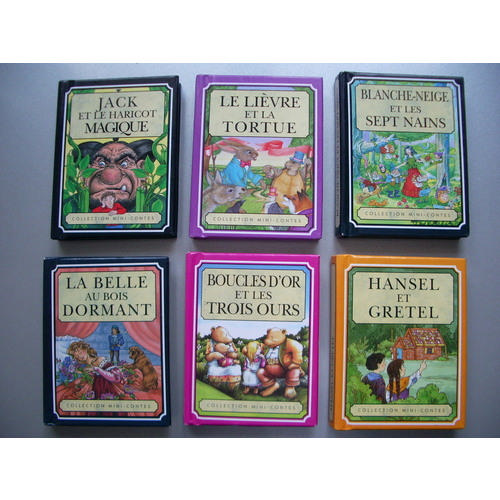 JACK
ET LE HARICOT
MAGIQUE
COLLECTION MINI-CONTES
LE LIÈVRE
ET LA
TORTUE
COLLECTION MINI-CONTES
BLANCHE-NEIGE
ET LES
SEPT NAINS
COLLECTION MINI-CONTES
LA BELLE
AU BOIS
DORMANT
COLLECTION MINI-CONTES
BOUCLES D'OR
ET LES
TROIS OURS
COLLECTION MINI-CONTES
HANSEL
ET
GRETEL
COLLECTION MINI-CONTES